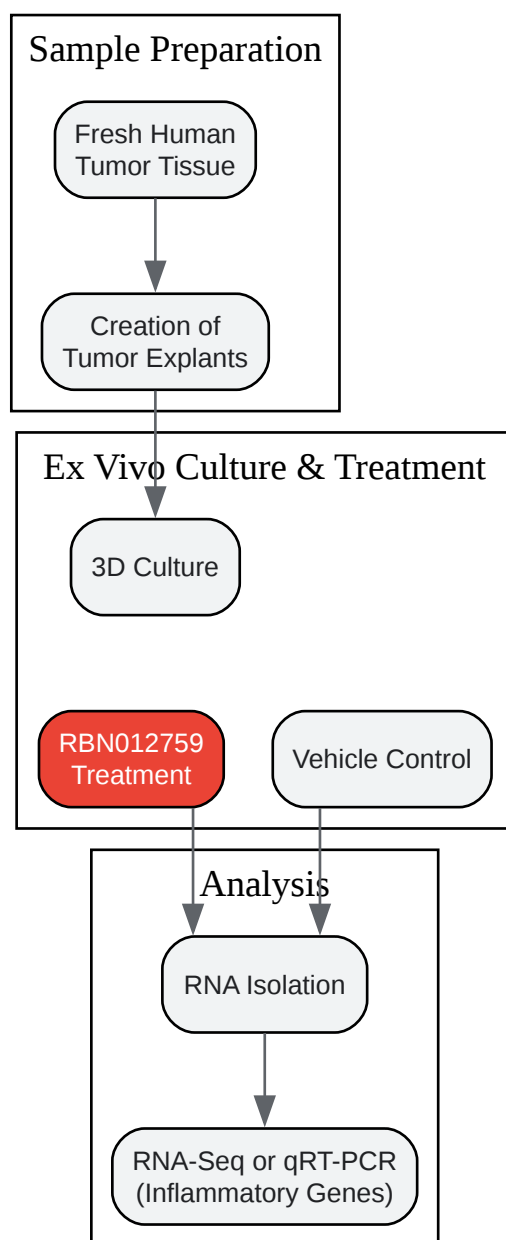 Sample Preparation
Fresh Human
Tumor Tissue
Creation of
Tumor Explants
Ex Vivo Culture & Treatment
3D Culture
RBN012759
Treatment
Vehicle Control
Analysis
RNA Isolation
RNA-Seq or qRT-PCR
(Inflammatory Genes)